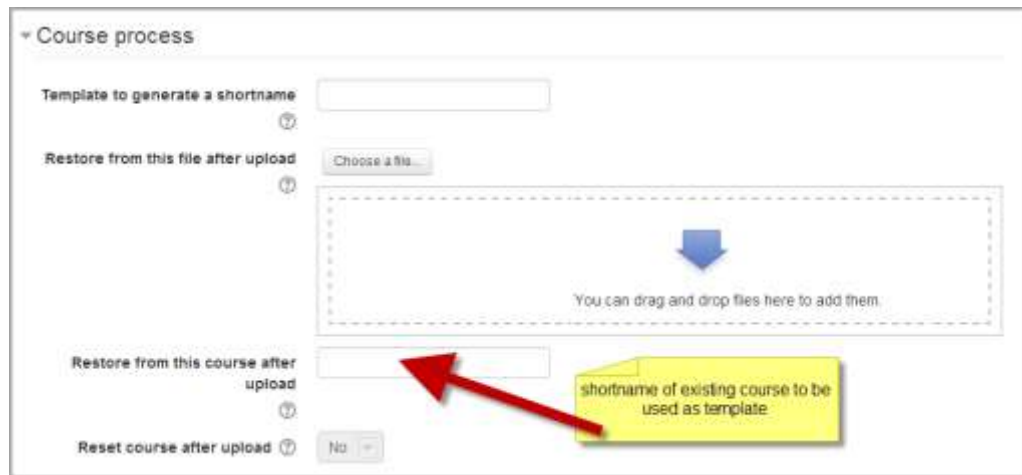 Course process
Template to generate a shortname
Restore from this file after upload
Choose a file...
You can drag and drop files here to add them.
Restore from this course after
upload
shortname of existing course to be
used as template
Reset course after upload
No